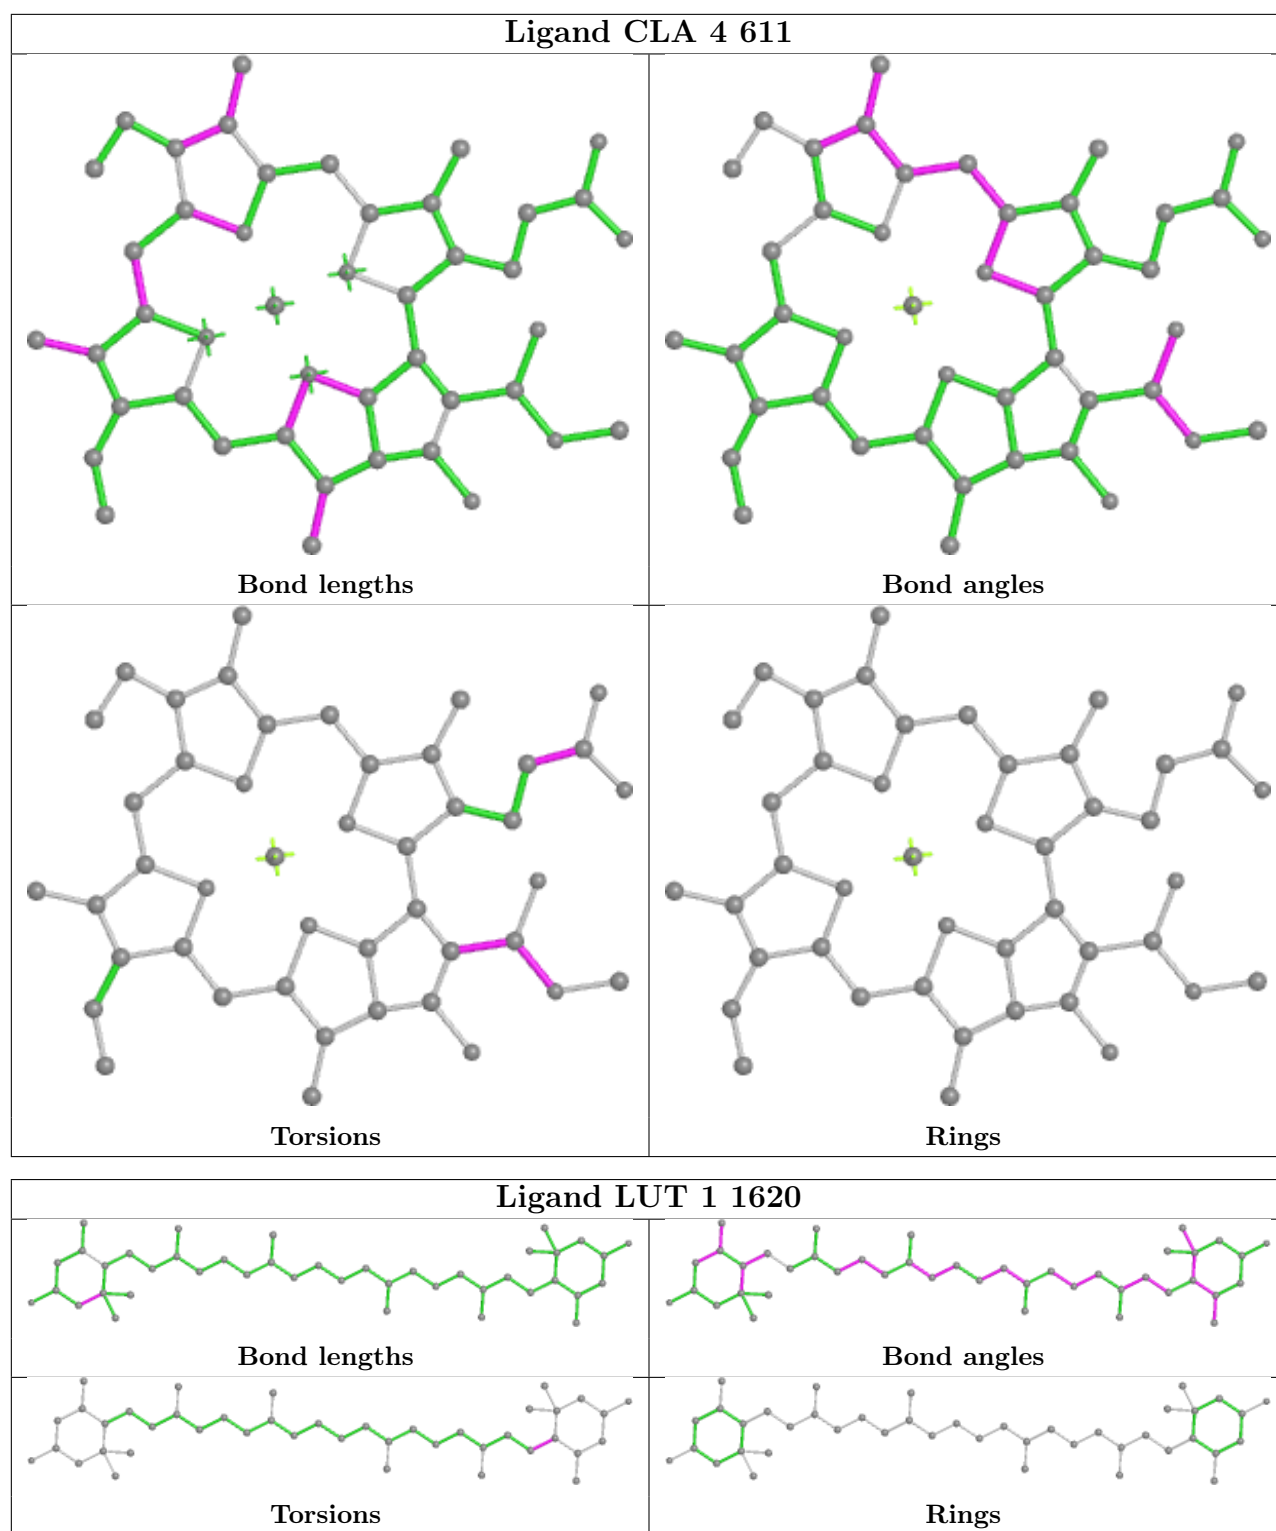 Ligand CLA 4 611
Bond lengths
Bond angles
Torsions
Rings
Ligand LUT 1 1620
Bond lengths
Bond angles
Torsions
Rings